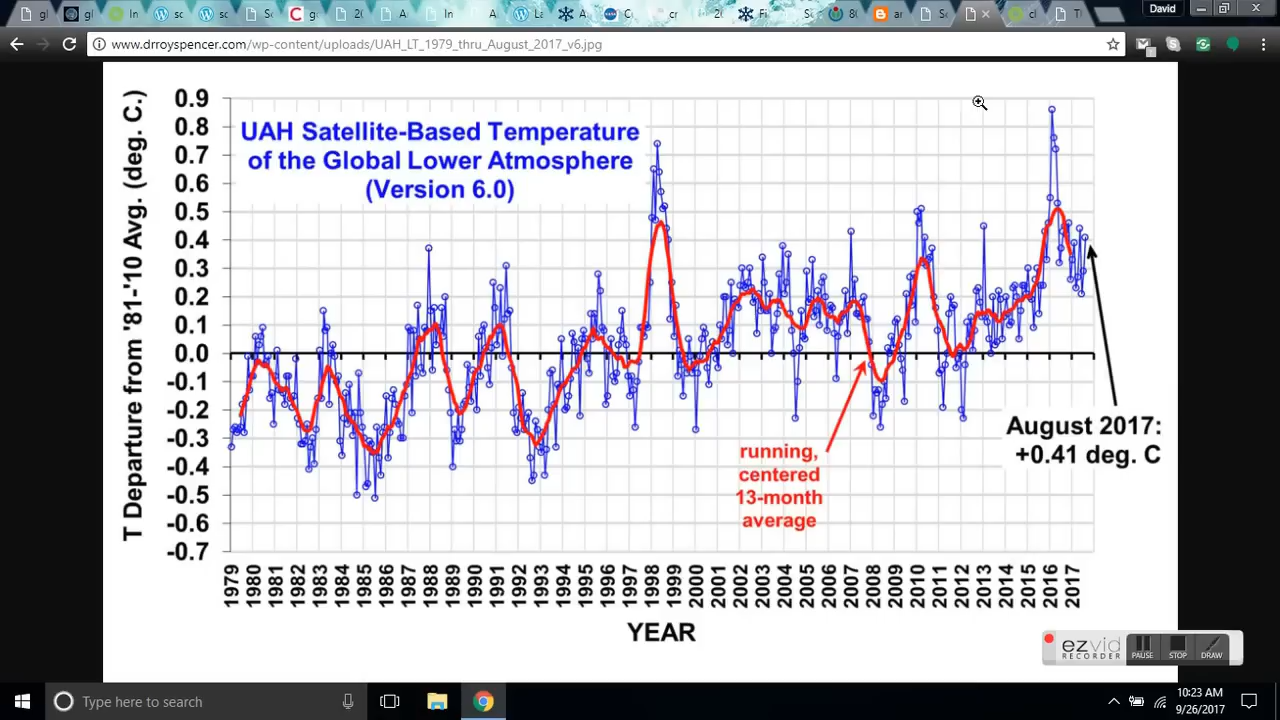 David
www.drroyspencer.com/wp-content/uploads/UAH_LT_1979_thru_August_2017_v6.jpg
UAH Satellite-Based Temperature
of the Global Lower Atmosphere
(Version 6.0)
T Departure from '81-'10 Avg. (deg. C.)
0.9
0.8
0.7
0.6
0.5
0.4
0.3
0.2
0.1
0.0
-0.1
-0.2
-0.3
-0.4
-0.5
-0.6
-0.7
August 2017:
+0.41 deg. C
running,
centered
13-month
average
1979 1980 1981 1982 1983 1984 1985 1986 1987 1988 1989 1990 1991 1992 1993 1994 1995 1996 1997 1998 1999 2000 2001 2002 2003 2004 2005 2006 2007 2008 2009 2010 2011 2012 2013 2014 2015 2016 2017
YEAR
ezvid
RECORDER
PAUSE STOP DRAW
Type here to search
10:23 AM
9/26/2017